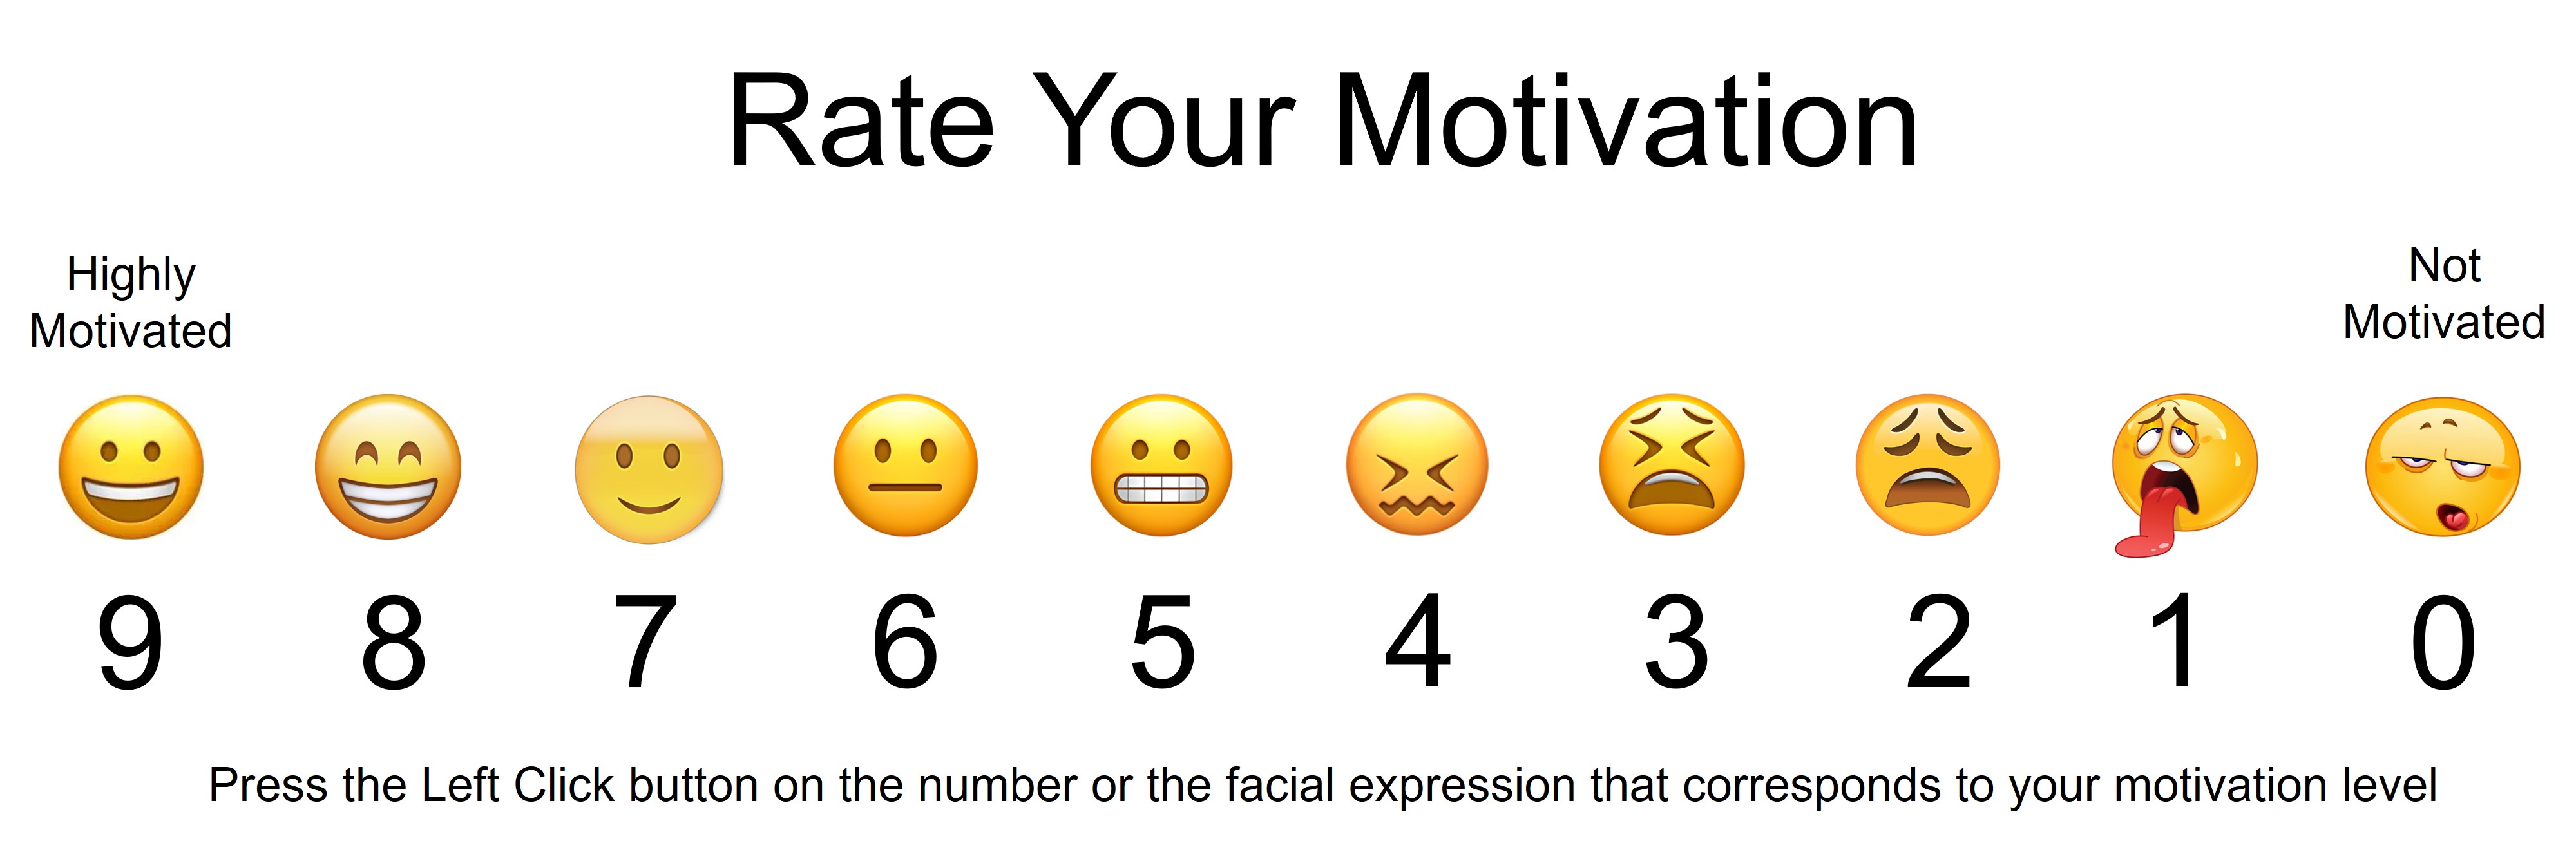 Rate Your Motivation
Highly
Motivated
Not
Motivated
9 8 7 6 5 4 3 2 1 0
Press the Left Click button on the number or the facial expression that corresponds to your motivation level